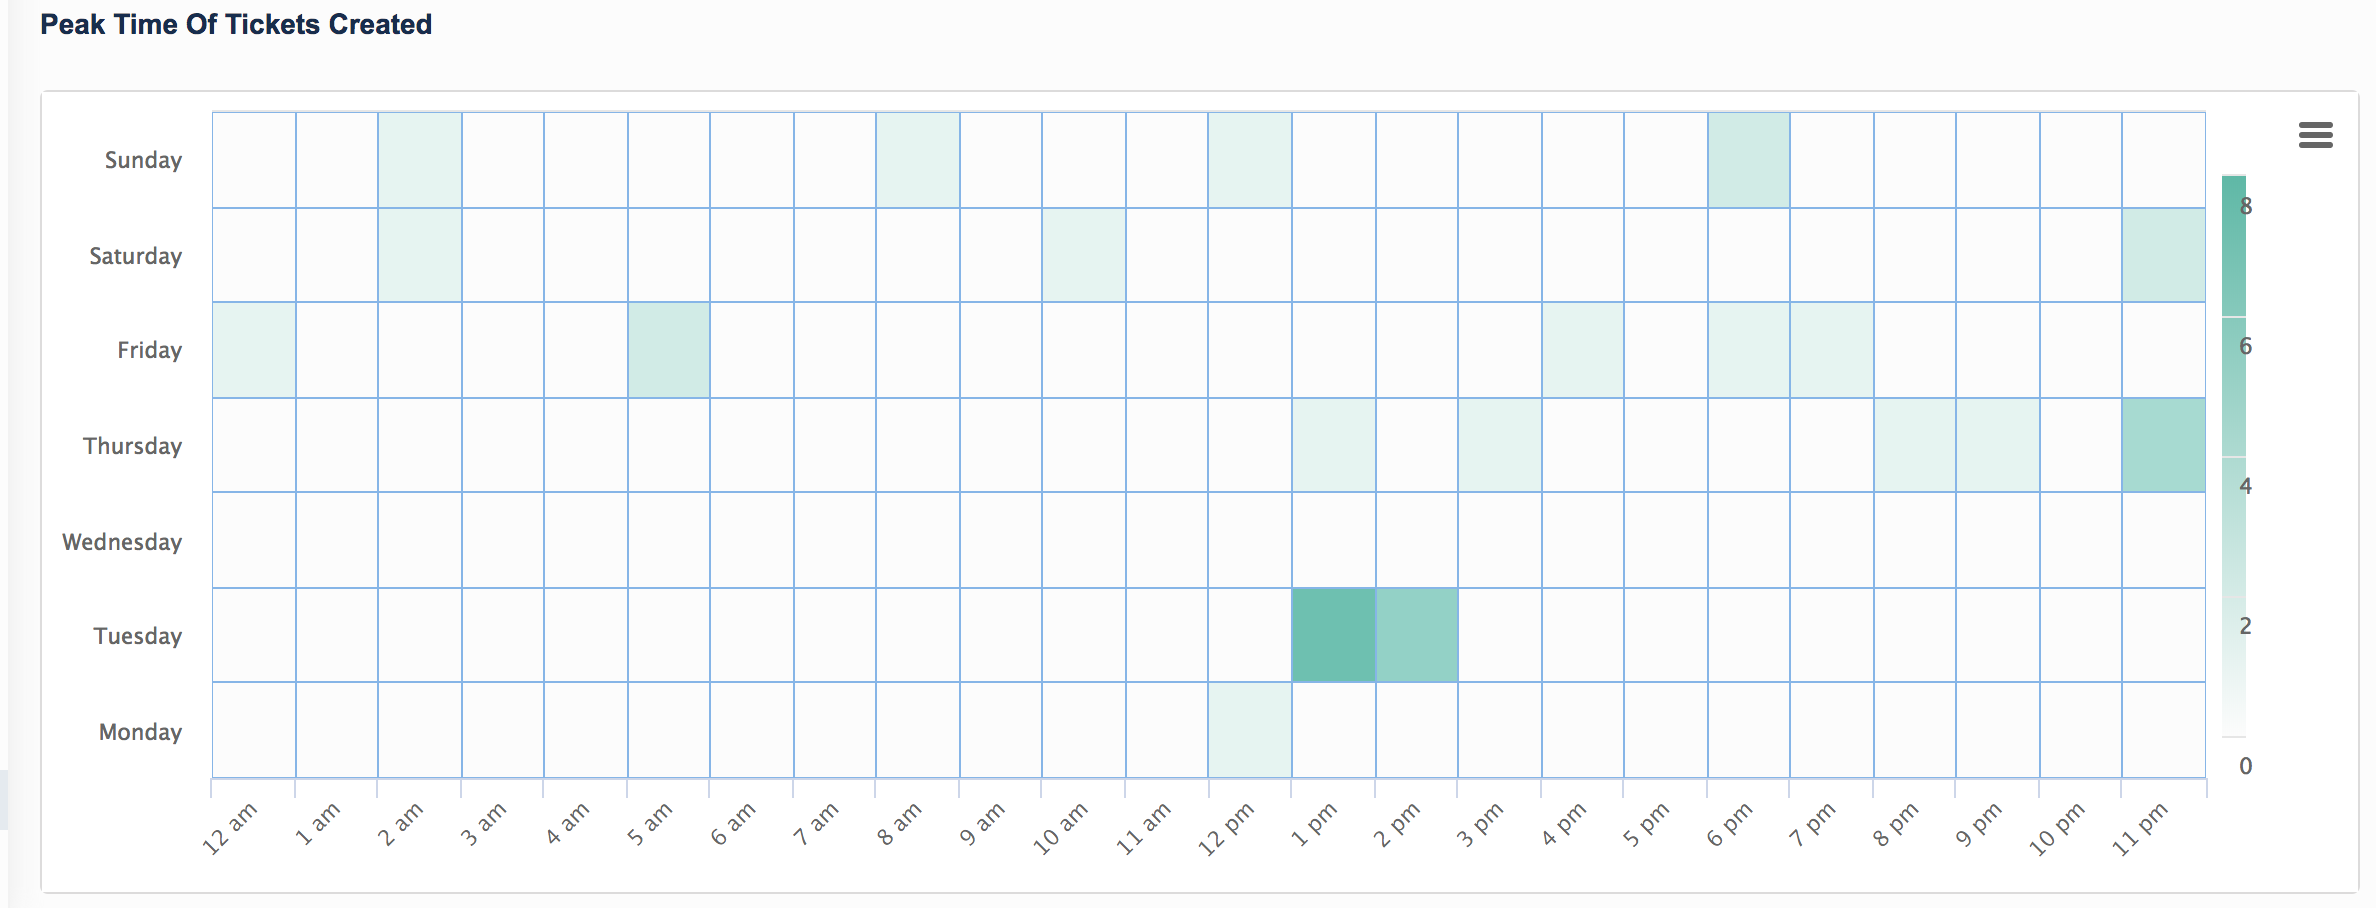 Peak Time Of Tickets Created
Sunday
Saturday
Friday
Thursday
Wednesday
Tuesday
Monday
12 am
1 am
2 am
3 am
4 am
5 am
6 am
7 am
8 am
9 am
10 am
11 am
12 pm
1 pm
2 pm
3 pm
4 pm
5 pm
6 pm
7 pm
8 pm
9 pm
10 pm
11 pm
8
6
4
2
0